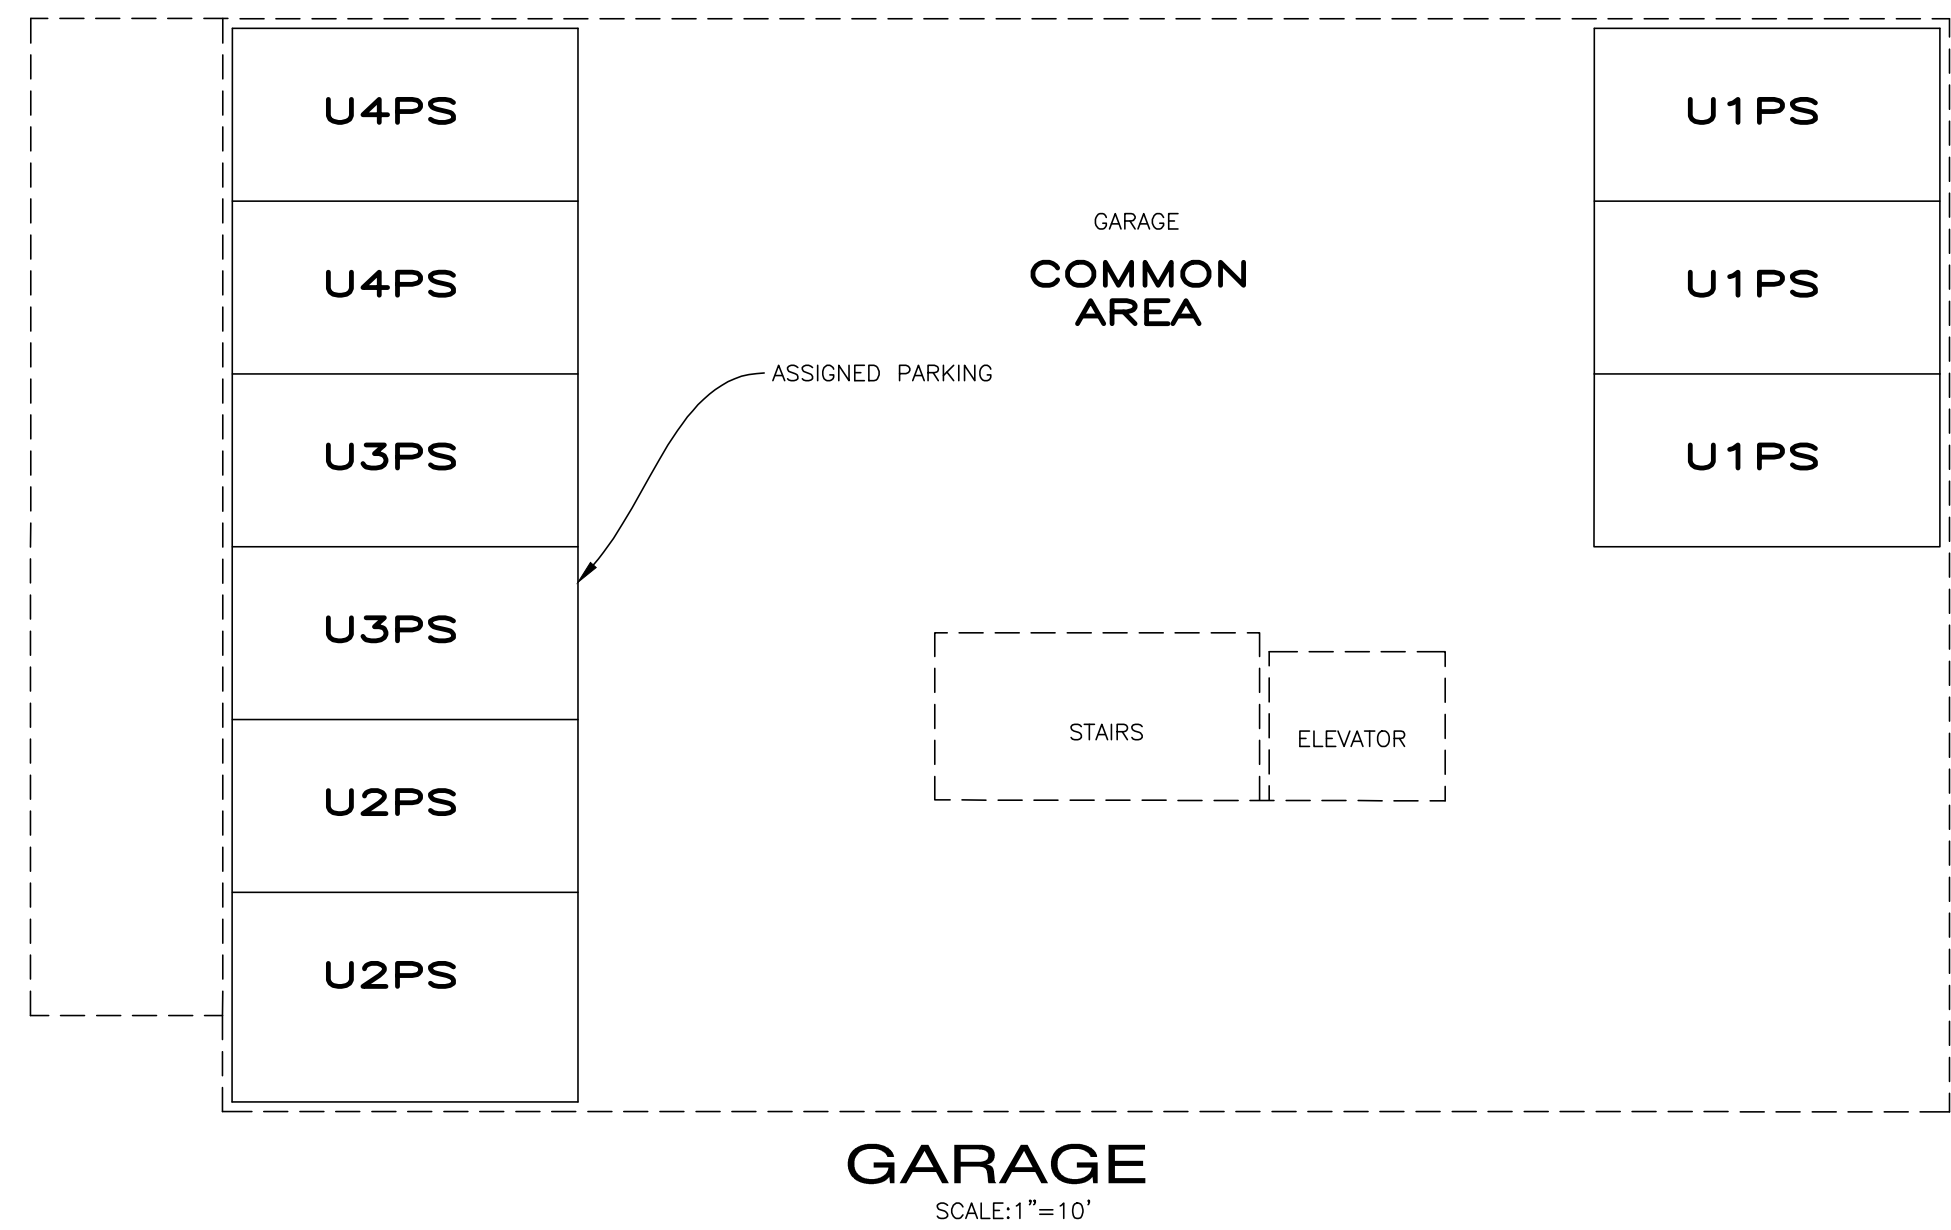 U4PS
U1PS
GARAGE
U4PS
COMMON
AREA
U1PS
ASSIGNED PARKING
U3PS
U1PS
U3PS
STAIRS
ELEVATOR
U2PS
U2PS
GARAGE
SCALE:1"=10'